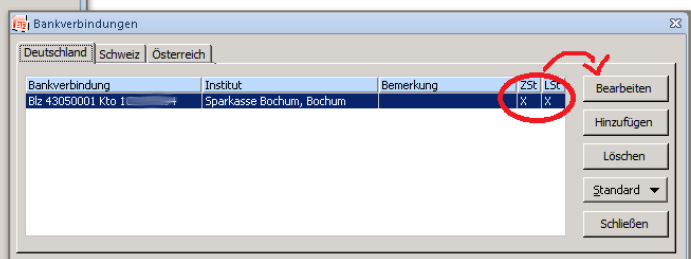 Bankverbindungen
Deutschland Schweiz Österreich
Bankverbindung Institut Bemerkung ZSt LSt
Blz 43050001 Kto Sparkasse Bochum, Bochum X X
Bearbeiten
Hinzufügen
Löschen
Standard
Schließen